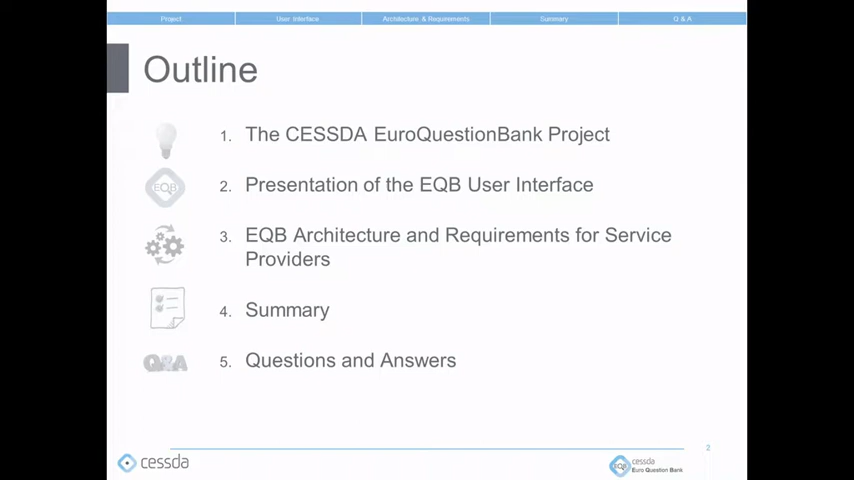 Project
User Interface
Architecture & Requirements
Summary
Q & A
Outline
1. The CESSDA EuroQuestionBank Project
EQB
2. Presentation of the EQB User Interface
3. EQB Architecture and Requirements for Service
Providers
4. Summary
Q&A
5. Questions and Answers
2
cessda
EQB
cessda
Euro Question Bank